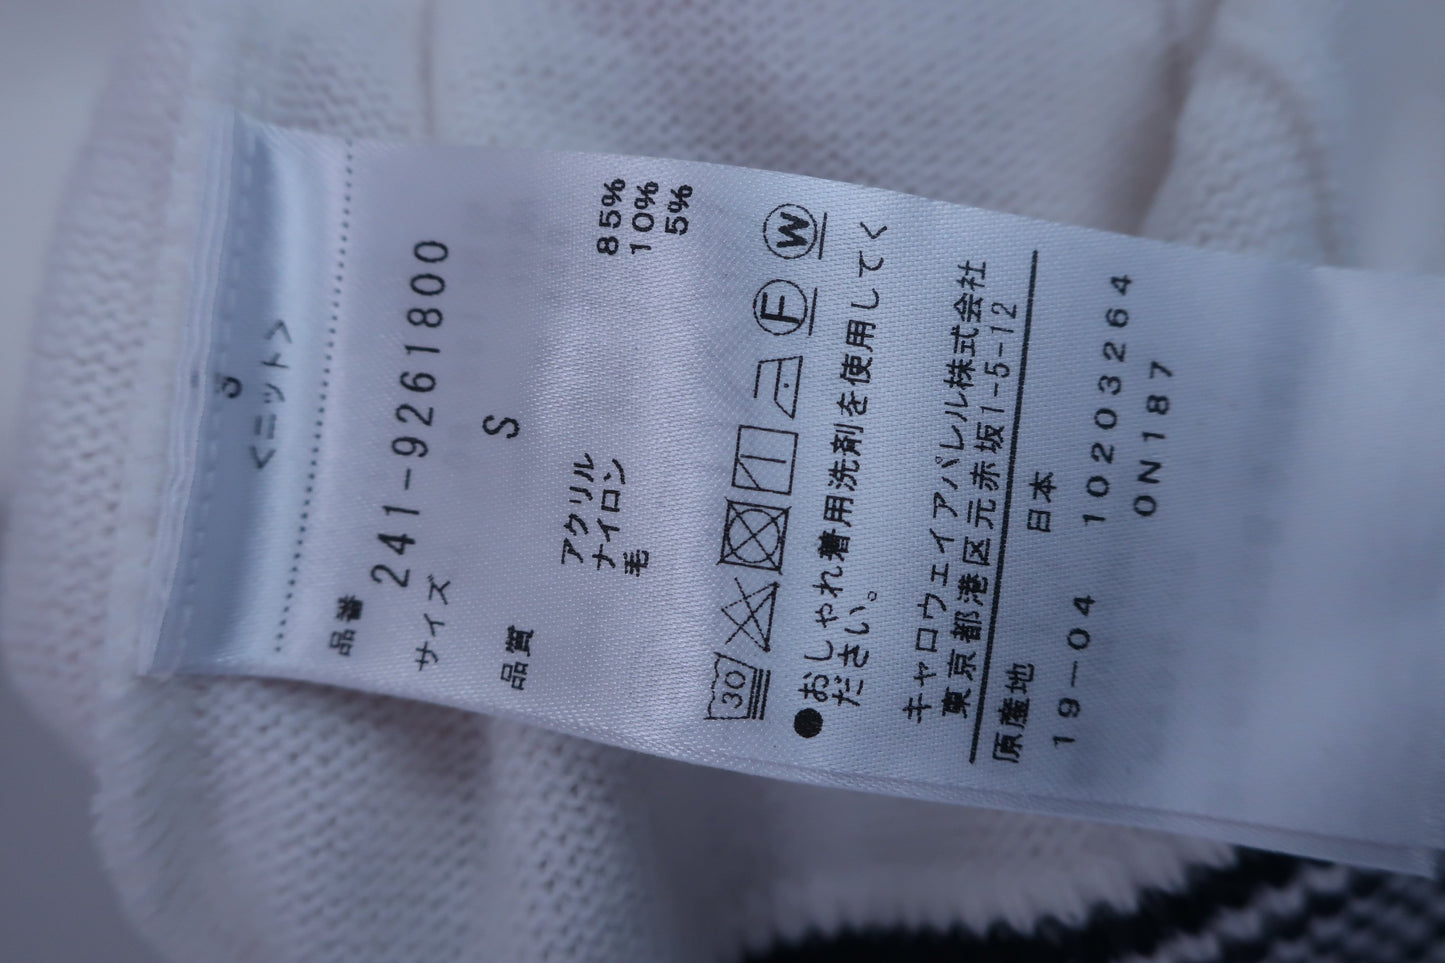 <ニット>
品番
241-9261800
サイズ
S
品質
アクリル 85%
ナイロン 10%
毛 5%
30
F W
●おしゃれ着用洗剤を使用してく
ださい。
キャロウェイアパレル株式会社
東京都港区元赤坂1-5-12
原産地 日本
19-04 10203264
0N187